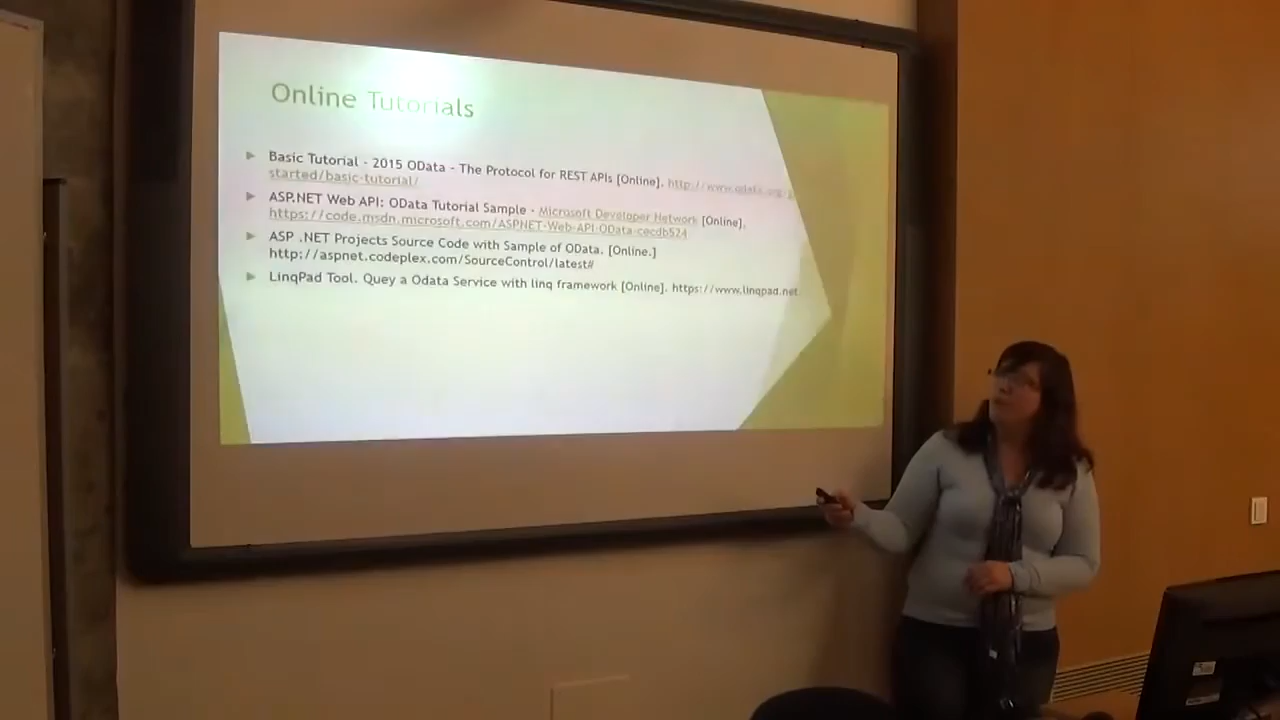 Online Tutorials
Basic Tutorial - 2015 OData - The Protocol for REST APIs [Online]. http://www.odata.org/
started/basic-tutorial/
ASP.NET Web API: OData Tutorial Sample - Microsoft Developer Network [Online].
https://code.msdn.microsoft.com/ASPNET-Web-API-OData-cecdb524
ASP .NET Projects Source Code with Sample of OData. [Online.]
http://aspnet.codeplex.com/SourceControl/latest#
LinqPad Tool. Quey a Odata Service with linq framework [Online]. https://www.linqpad.net